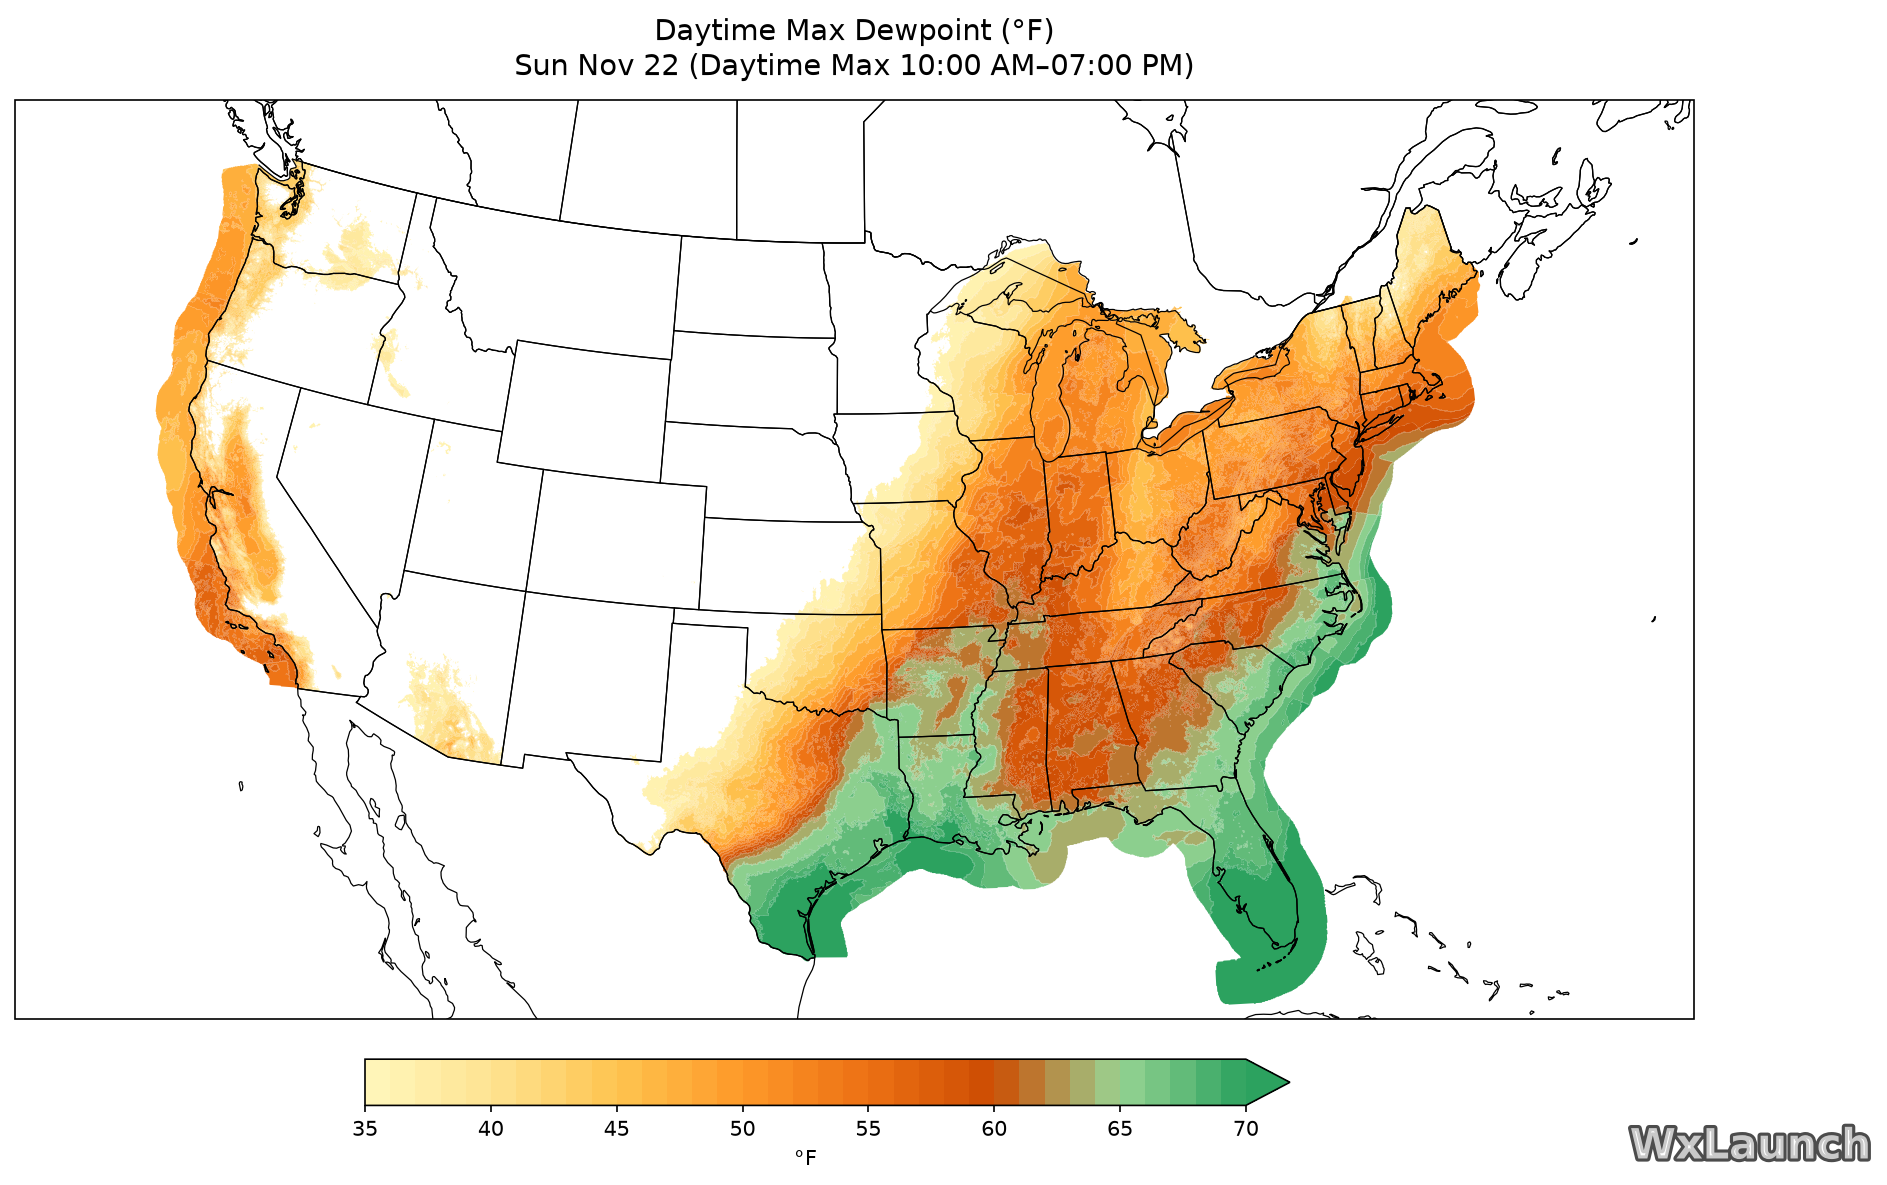 Daytime Max Dewpoint (°F)
Sun Nov 22 (Daytime Max 10:00 AM–07:00 PM)
35 40 45 50 55 60 65 70
°F
WxLaunch